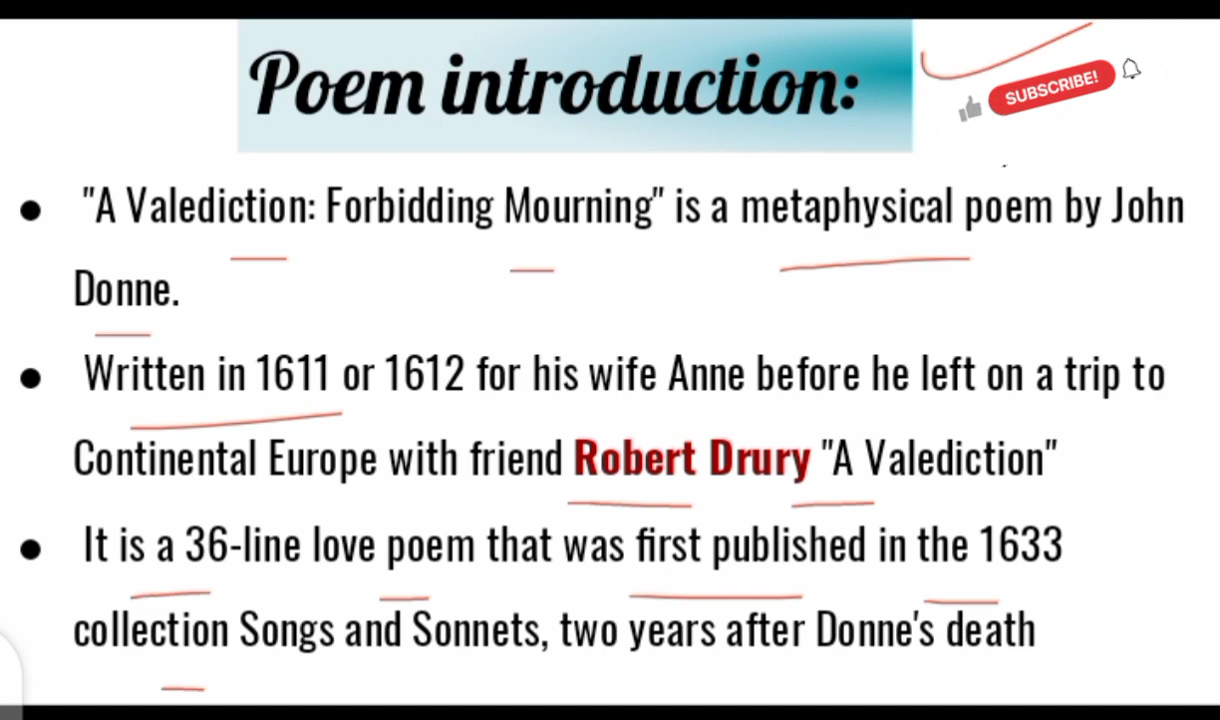 Poem introduction:
SUBSCRIBE!
● "A Valediction: Forbidding Mourning" is a metaphysical poem by John
Donne.
● Written in 1611 or 1612 for his wife Anne before he left on a trip to
Continental Europe with friend Robert Drury "A Valediction"
● It is a 36-line love poem that was first published in the 1633
collection Songs and Sonnets, two years after Donne's death